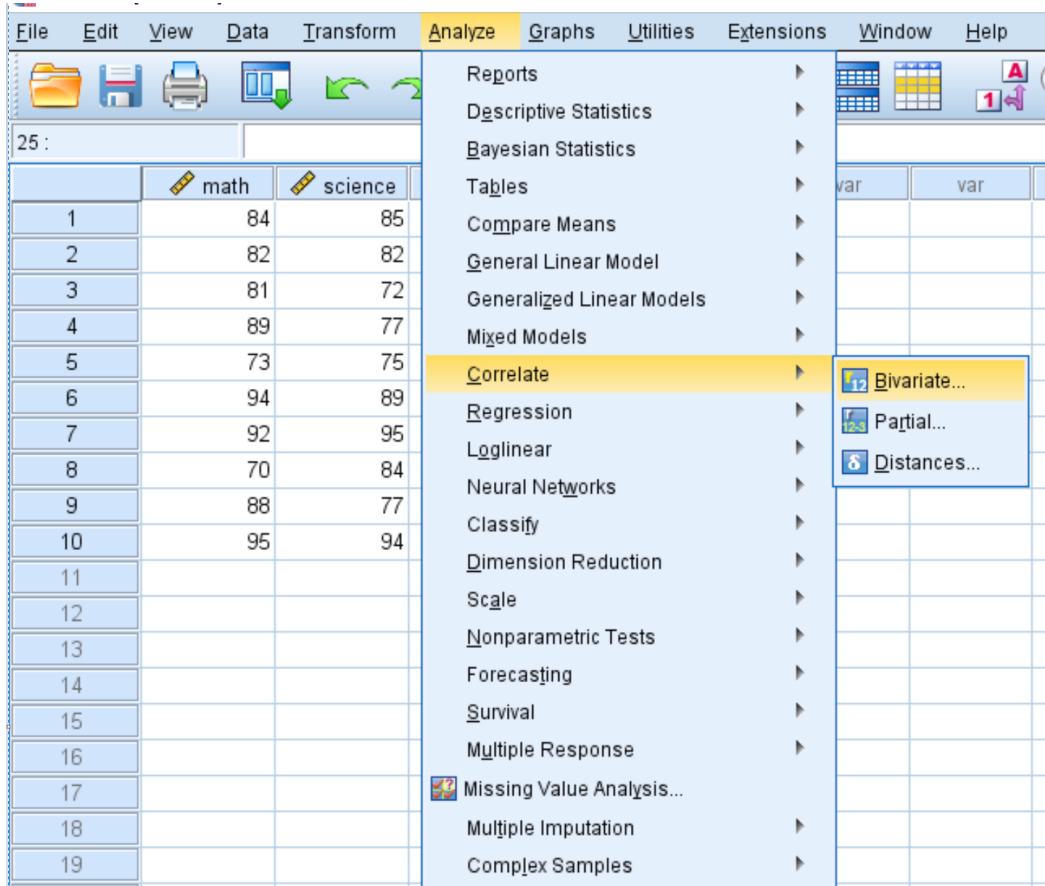 File Edit View Data Transform Analyze Graphs Utilities Extensions Window Help
A
1
25 :
math science var var
1 84 85
2 82 82
3 81 72
4 89 77
5 73 75
6 94 89
7 92 95
8 70 84
9 88 77
10 95 94
11
12
13
14
15
16
17
18
19
Reports
Descriptive Statistics
Bayesian Statistics
Tables
Compare Means
General Linear Model
Generalized Linear Models
Mixed Models
Correlate
Regression
Loglinear
Neural Networks
Classify
Dimension Reduction
Scale
Nonparametric Tests
Forecasting
Survival
Multiple Response
Missing Value Analysis...
Multiple Imputation
Complex Samples
Bivariate...
Partial...
Distances...